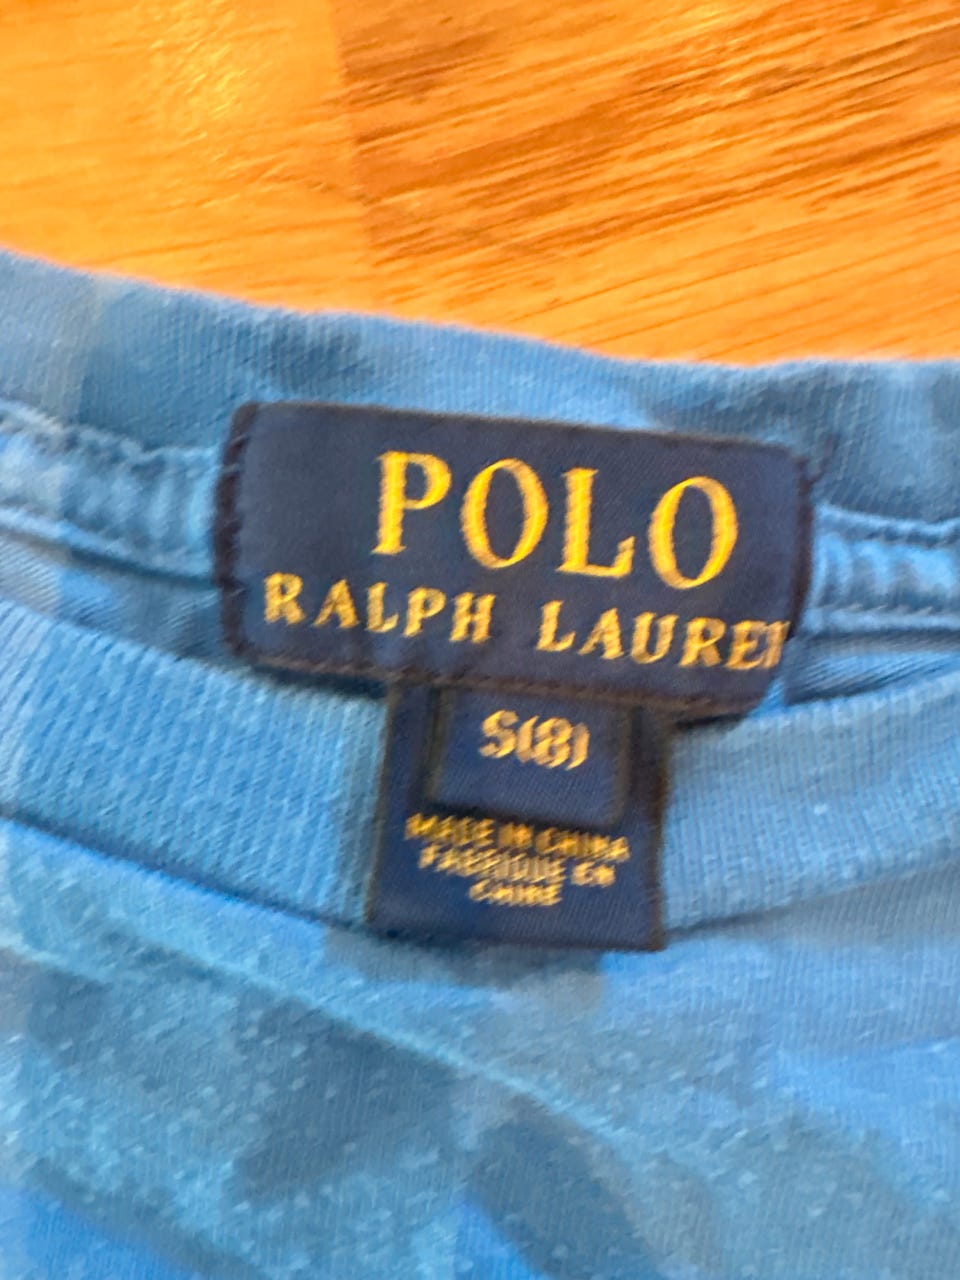 POLO
RALPH LAUREN
S(8)
MADE IN CHINA
FABRIQUE EN
CHINE